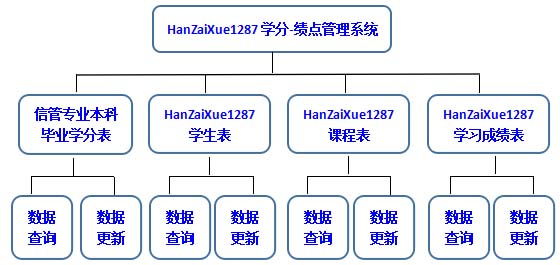 HanZaiXue1287 学分-绩点管理系统
信管专业本科
毕业学分表
HanZaiXue1287
学生表
HanZaiXue1287
课程表
HanZaiXue1287
学习成绩表
数据
查询
数据
更新
数据
查询
数据
更新
数据
查询
数据
更新
数据
查询
数据
更新